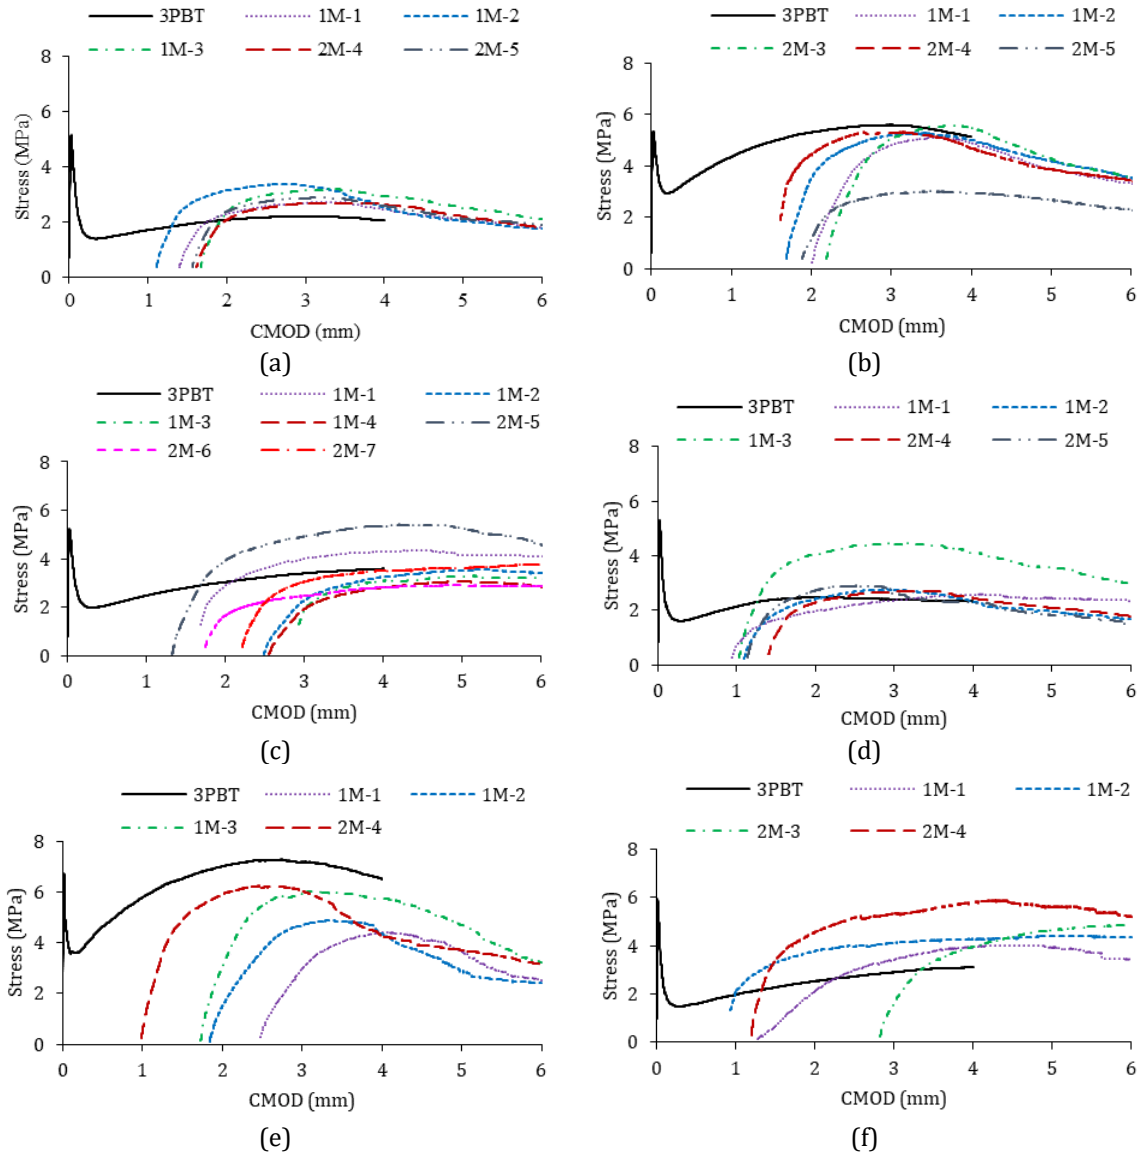 3PBT 1M-1 1M-2
1M-3 2M-4 2M-5
Stress (MPa)
8
6
4
2
0
0 1 2 3 4 5 6
CMOD (mm)
(a)
3PBT 1M-1 1M-2
2M-3 2M-4 2M-5
Stress (MPa)
8
6
4
2
0
0 1 2 3 4 5 6
CMOD (mm)
(b)
3PBT 1M-1 1M-2
1M-3 1M-4 2M-5
2M-6 2M-7
Stress (MPa)
8
6
4
2
0
0 1 2 3 4 5 6
CMOD (mm)
(c)
3PBT 1M-1 1M-2
1M-3 2M-4 2M-5
Stress (MPa)
8
6
4
2
0
0 1 2 3 4 5 6
CMOD (mm)
(d)
3PBT 1M-1 1M-2
1M-3 2M-4
Stress (MPa)
8
6
4
2
0
0 1 2 3 4 5 6
CMOD (mm)
(e)
3PBT 1M-1 1M-2
2M-3 2M-4
Stress (MPa)
8
6
4
2
0
0 1 2 3 4 5 6
CMOD (mm)
(f)